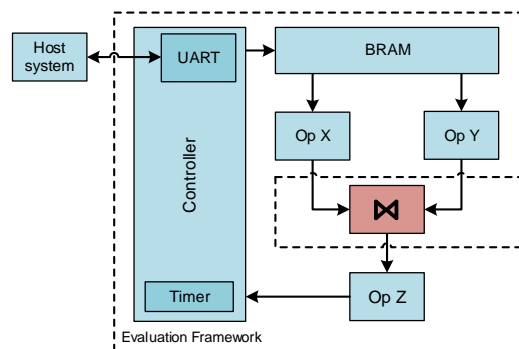 Host
system
UART
BRAM
Op X
Op Y
Controller
⋈
Timer
Op Z
Evaluation Framework